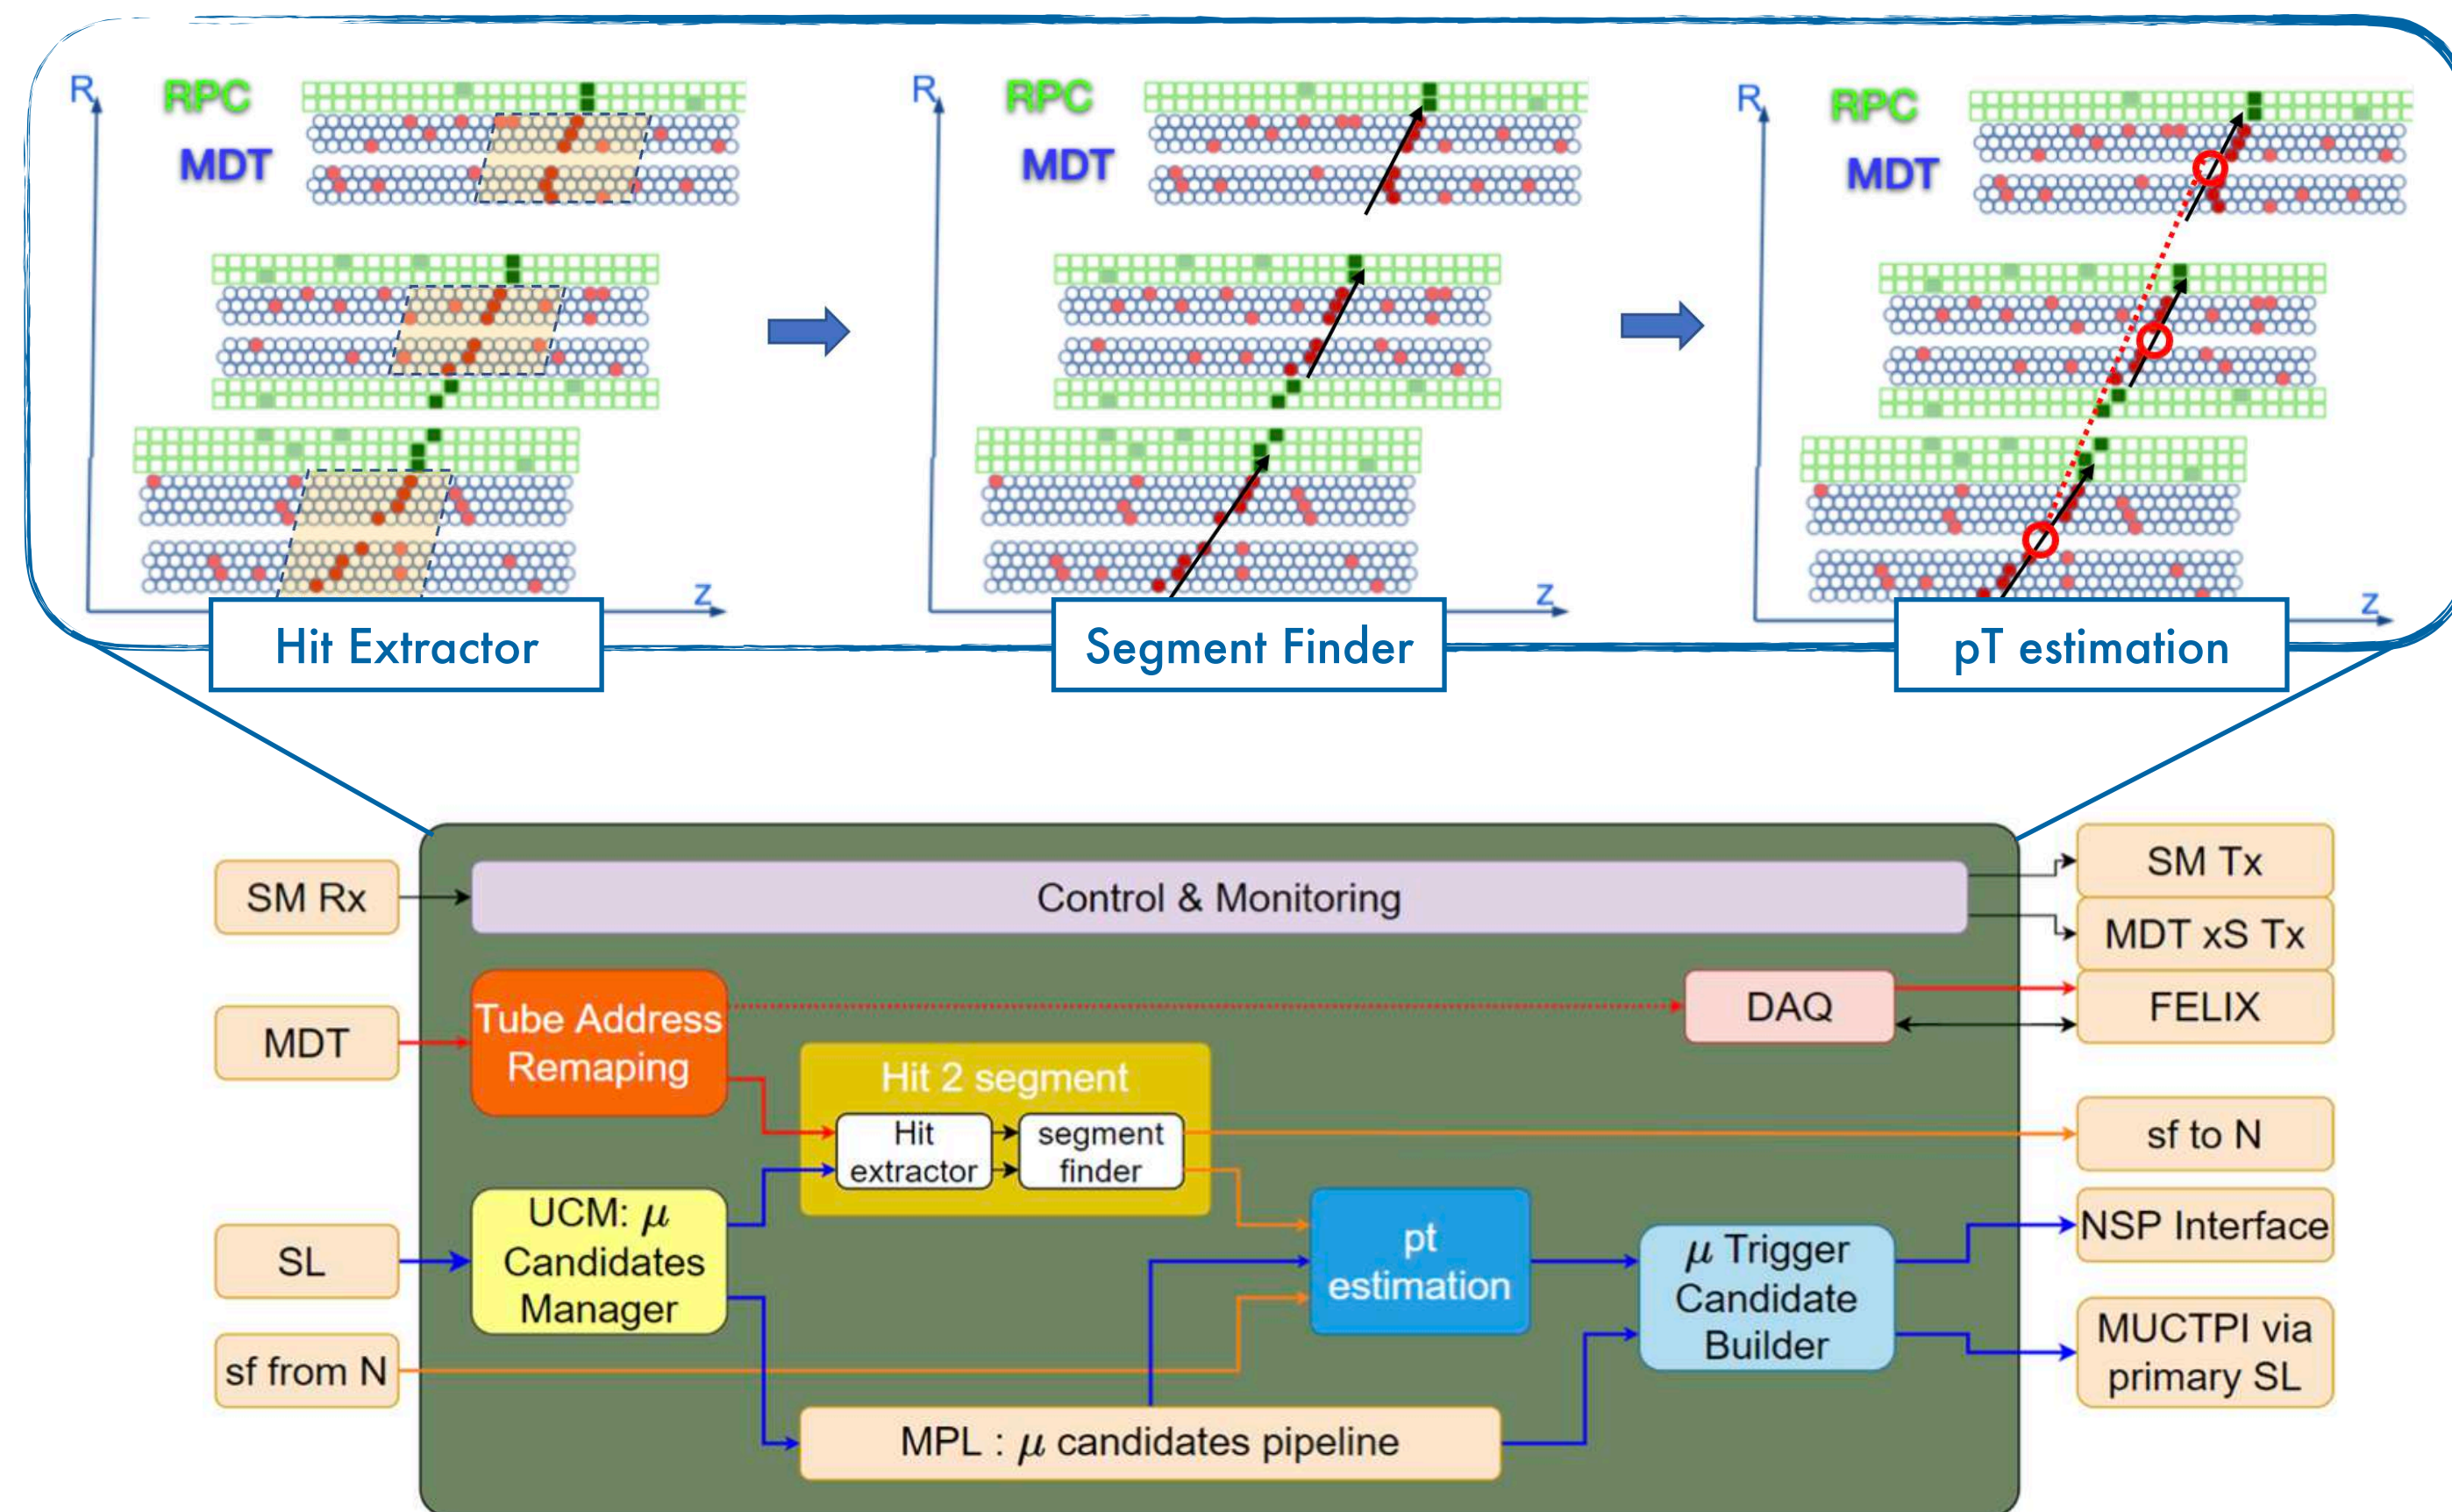 R
RPC
MDT
z
Hit Extractor
R
RPC
MDT
z
Segment Finder
R
RPC
MDT
z
pT estimation
SM Rx
Control & Monitoring
SM Tx
MDT xS Tx
MDT
Tube Address
Remaping
DAQ
FELIX
Hit 2 segment
Hit
extractor
segment
finder
sf to N
SL
UCM: μ
Candidates
Manager
pt
estimation
μ Trigger
Candidate
Builder
NSP Interface
sf from N
MUCTPI via
primary SL
MPL : μ candidates pipeline